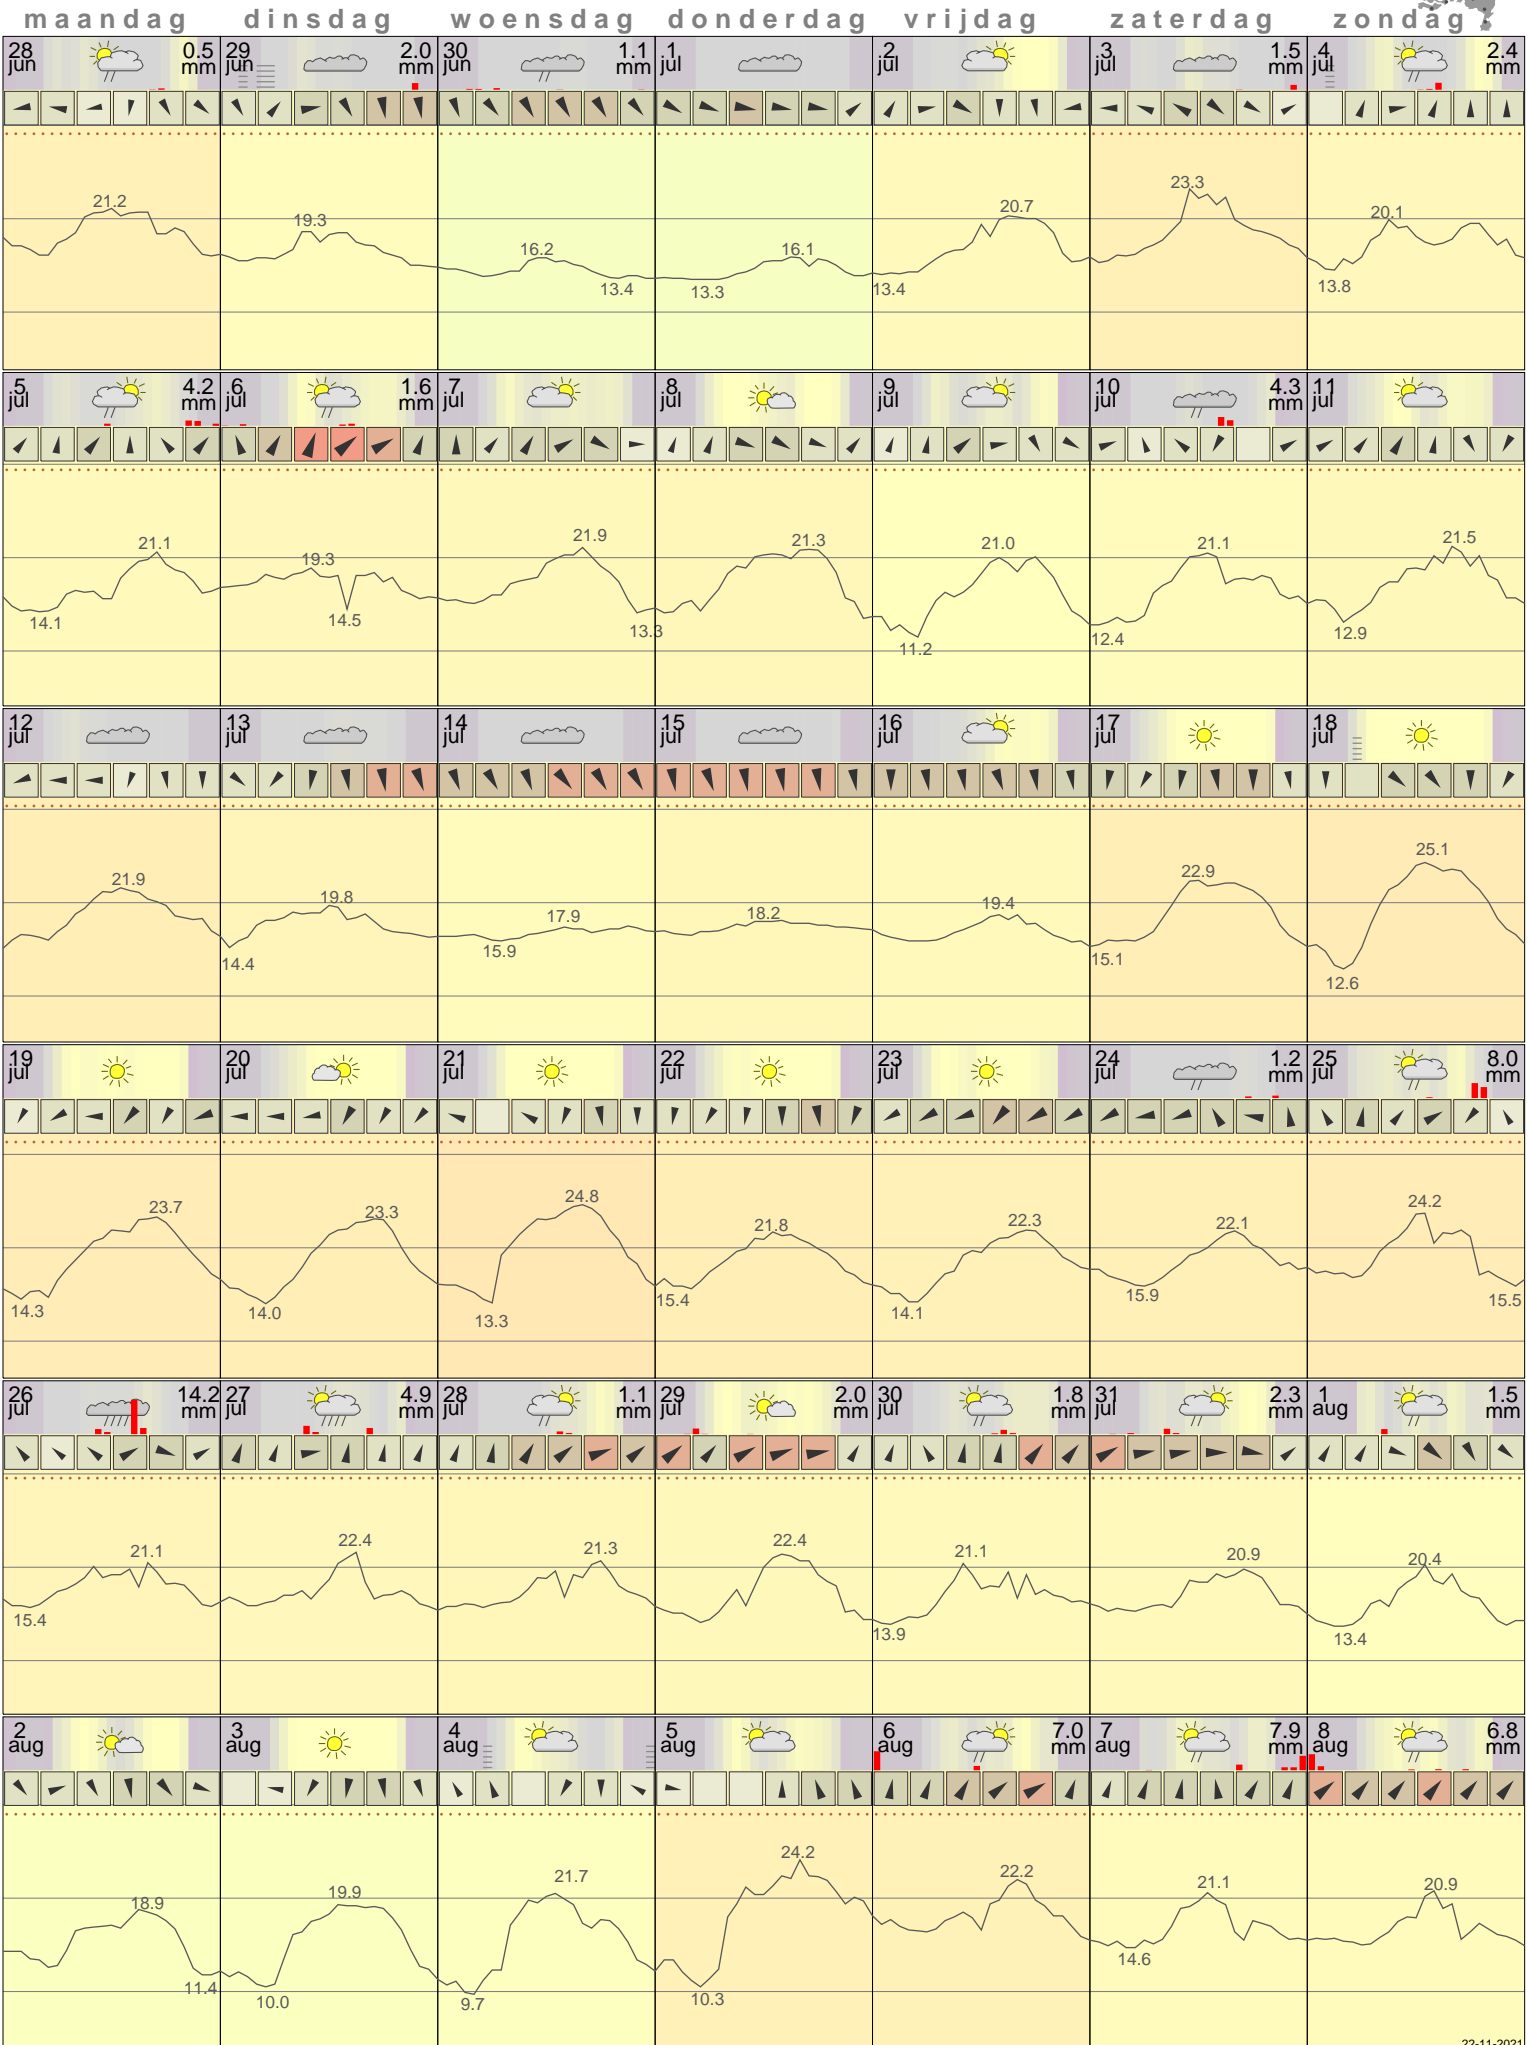 maandag dinsdag woensdag donderdag vrijdag zaterdag zondag
28 jun 0.5 mm 29 jun 2.0 mm 30 jun 1.1 mm 1 jul 2 jul 3 jul 1.5 mm 4 jul 2.4 mm
21.2 19.3 16.2 13.4 13.3 16.1 13.4 20.7 23.3 13.8 20.1
5 jul 4.2 mm 6 jul 1.6 mm 7 jul 8 jul 9 jul 10 jul 4.3 mm 11 jul
14.1 21.1 19.3 14.5 21.9 13.3 21.3 11.2 21.0 12.4 21.1 12.9 21.5
12 jul 13 jul 14 jul 15 jul 16 jul 17 jul 18 jul
21.9 14.4 19.8 15.9 17.9 18.2 19.4 15.1 22.9 12.6 25.1
19 jul 20 jul 21 jul 22 jul 23 jul 24 jul 1.2 mm 25 jul 8.0 mm
14.3 23.7 14.0 23.3 13.3 24.8 15.4 21.8 14.1 22.3 15.9 22.1 24.2 15.5
26 jul 14.2 27 jul 4.9 mm 28 jul 1.1 mm 29 jul 2.0 mm 30 jul 1.8 mm 31 jul 2.3 mm 1 aug 1.5 mm
15.4 21.1 22.4 21.3 22.4 13.9 21.1 20.9 13.4 20.4
2 aug 3 aug 4 aug 5 aug 6 aug 7.0 mm 7 aug 7.9 mm 8 aug 6.8 mm
18.9 11.4 10.0 19.9 9.7 21.7 10.3 24.2 22.2 14.6 21.1 20.9
22-11-2021